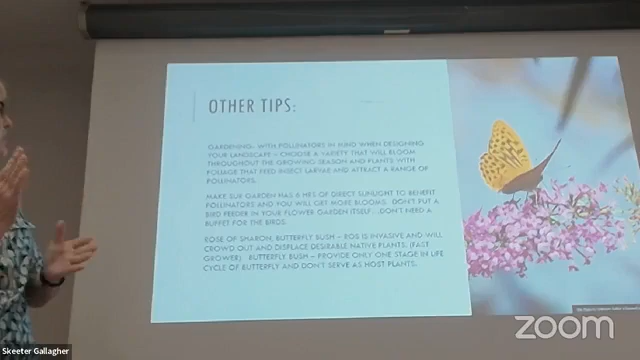 OTHER TIPS:
GARDENING: WITH POLLINATORS IN MIND WHEN DESIGNING
YOUR LANDSCAPE – CHOOSE A VARIETY THAT WILL BLOOM
THROUGHOUT THE GROWING SEASON AND PLANTS WITH
FOLIAGE THAT FEED INSECT LARVAE AND ATTRACT A RANGE OF
POLLINATORS.
MAKE SUR GARDEN HAS 6 HRS OF DIRECT SUNLIGHT TO BENEFIT
POLLINATORS AND YOU WILL GET MORE BLOOMS. DON'T PUT A
BIRD FEEDER IN YOUR FLOWER GARDEN ITSELF...DON'T NEED A
BUFFET FOR THE BIRDS.
ROSE OF SHARON, BUTTERFLY BUSH – ROS IS INVASIVE AND WILL
CROWD OUT AND DISPLACE DESIRABLE NATIVE PLANTS. (FAST
GROWER) BUTTERFLY BUSH – PROVIDE ONLY ONE STAGE IN LIFE
CYCLE OF BUTTERFLY AND DON'T SERVE AS HOST PLANTS.
zoom
Skeeter Gallagher